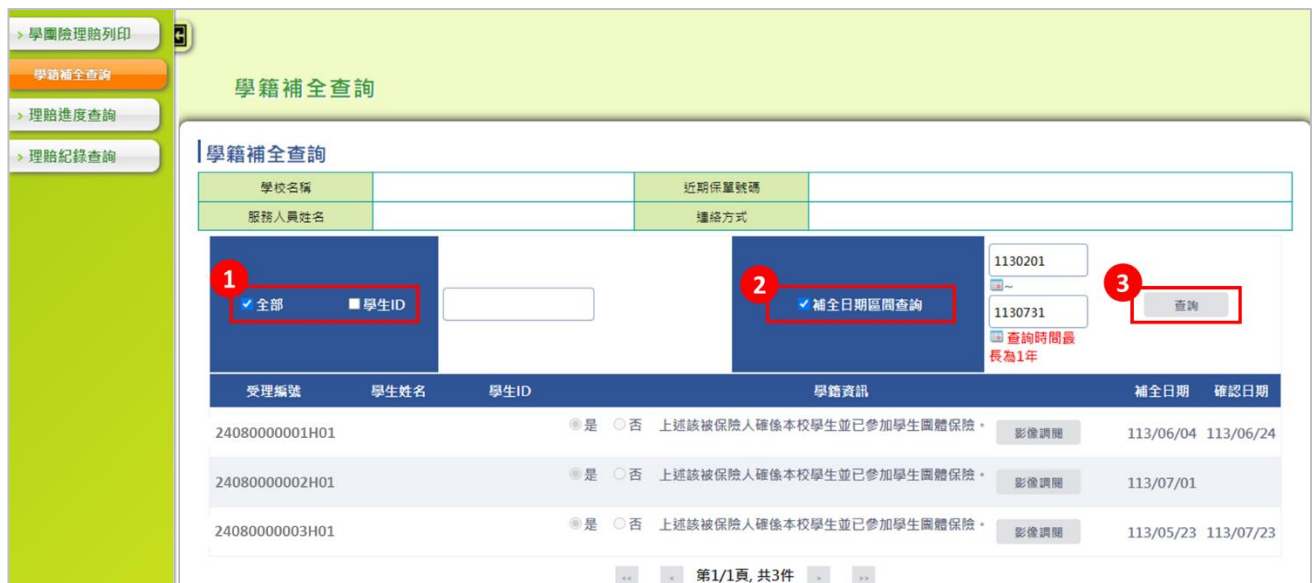 學團險理賠列印
學籍補全查詢
理賠進度查詢
理賠紀錄查詢
學籍補全查詢
學籍補全查詢
學校名稱 近期保單號碼
服務人員姓名 連絡方式
1 全部 學生ID 2 補全日期區間查詢 1130201 ~ 1130731 3 查詢
查詢時間最
長為1年
受理編號 學生姓名 學生ID 學籍資訊 補全日期 確認日期
24080000001H01 是 否 上述該被保險人確係本校學生並已參加學生團體保險。 影像調閱 113/06/04 113/06/24
24080000002H01 是 否 上述該被保險人確係本校學生並已參加學生團體保險。 影像調閱 113/07/01
24080000003H01 是 否 上述該被保險人確係本校學生並已參加學生團體保險。 影像調閱 113/05/23 113/07/23
<< < 第1/1頁, 共3件 > >>